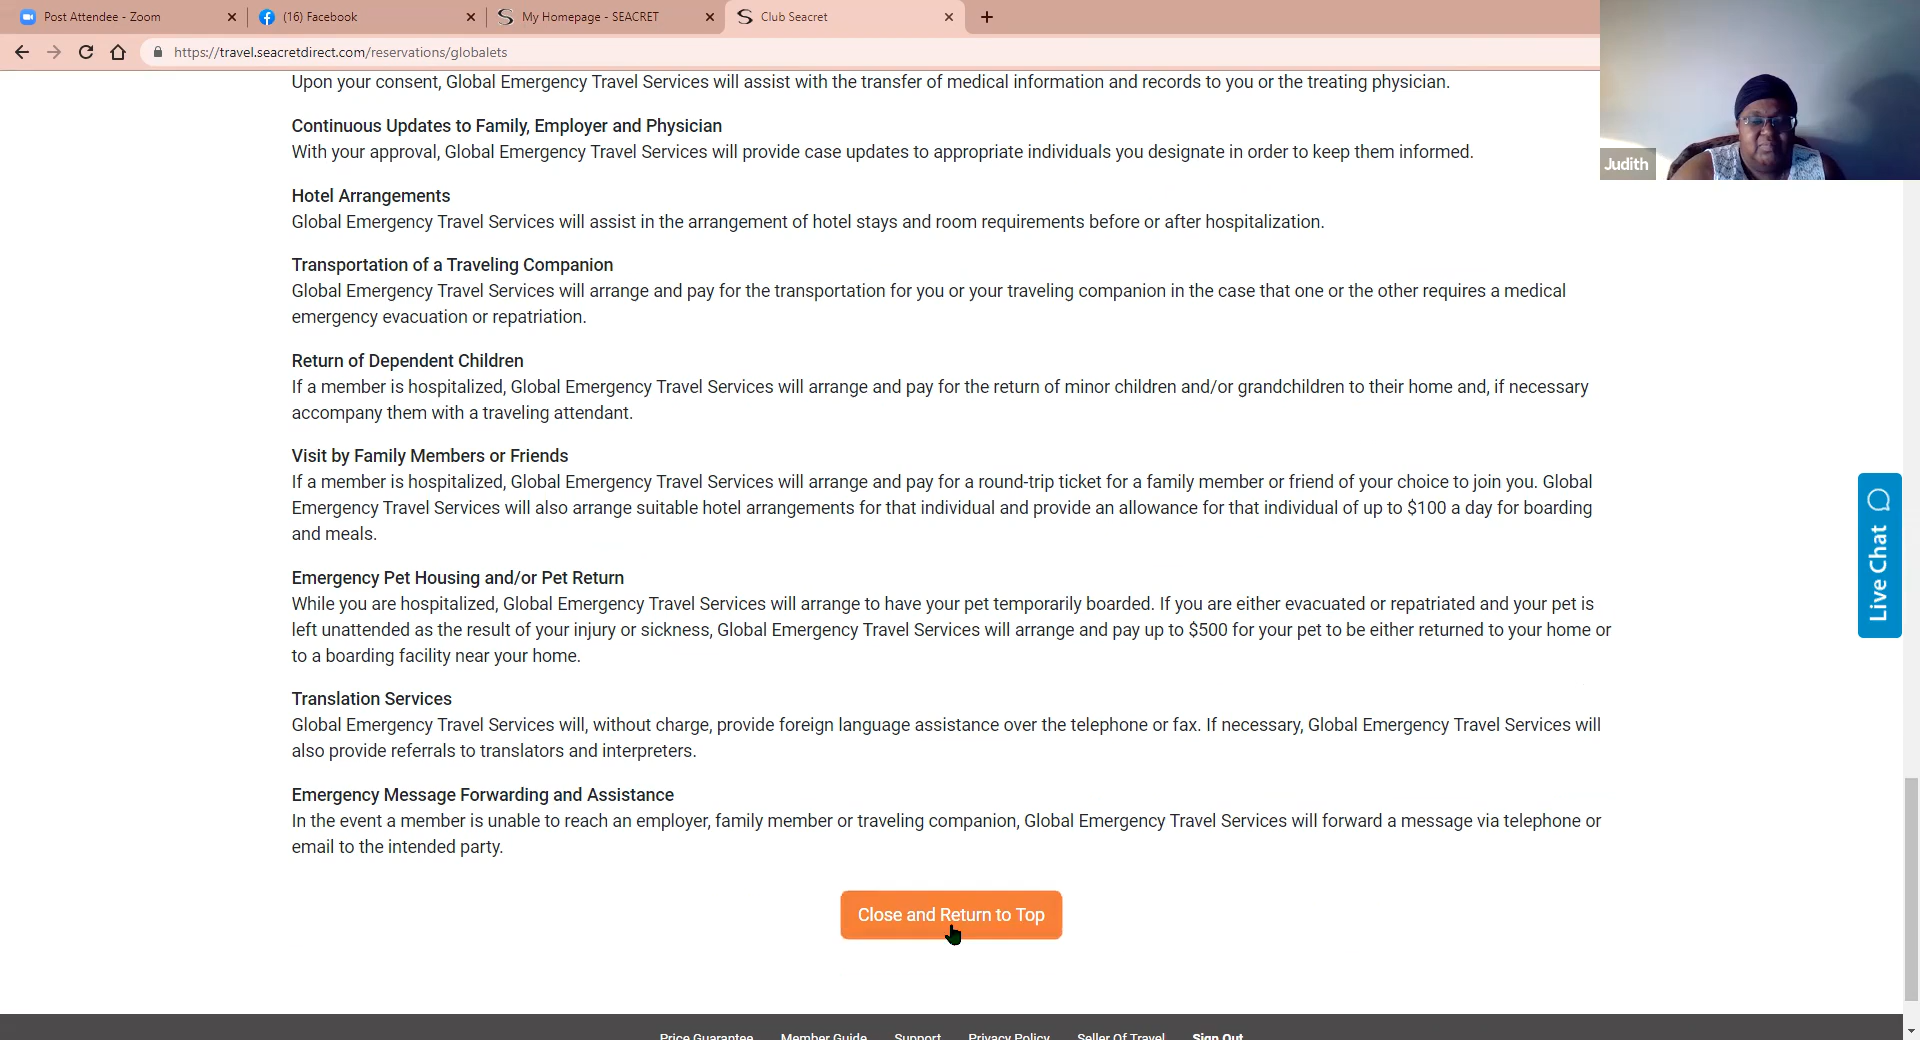 Post Attendee - Zoom
(16) Facebook
My Homepage - SEACRET
Club Seacret
https://travel.seacretdirect.com/reservations/globalets
Judith
Upon your consent, Global Emergency Travel Services will assist with the transfer of medical information and records to you or the treating physician.
Continuous Updates to Family, Employer and Physician
With your approval, Global Emergency Travel Services will provide case updates to appropriate individuals you designate in order to keep them informed.
Hotel Arrangements
Global Emergency Travel Services will assist in the arrangement of hotel stays and room requirements before or after hospitalization.
Transportation of a Traveling Companion
Global Emergency Travel Services will arrange and pay for the transportation for you or your traveling companion in the case that one or the other requires a medical
emergency evacuation or repatriation.
Return of Dependent Children
If a member is hospitalized, Global Emergency Travel Services will arrange and pay for the return of minor children and/or grandchildren to their home and, if necessary
accompany them with a traveling attendant.
Visit by Family Members or Friends
If a member is hospitalized, Global Emergency Travel Services will arrange and pay for a round-trip ticket for a family member or friend of your choice to join you. Global
Emergency Travel Services will also arrange suitable hotel arrangements for that individual and provide an allowance for that individual of up to $100 a day for boarding
and meals.
Emergency Pet Housing and/or Pet Return
While you are hospitalized, Global Emergency Travel Services will arrange to have your pet temporarily boarded. If you are either evacuated or repatriated and your pet is
left unattended as the result of your injury or sickness, Global Emergency Travel Services will arrange and pay up to $500 for your pet to be either returned to your home or
to a boarding facility near your home.
Translation Services
Global Emergency Travel Services will, without charge, provide foreign language assistance over the telephone or fax. If necessary, Global Emergency Travel Services will
also provide referrals to translators and interpreters.
Emergency Message Forwarding and Assistance
In the event a member is unable to reach an employer, family member or traveling companion, Global Emergency Travel Services will forward a message via telephone or
email to the intended party.
Close and Return to Top
Live Chat
Price Guarantee Member Guide Support Privacy Policy Seller Of Travel Sign Out